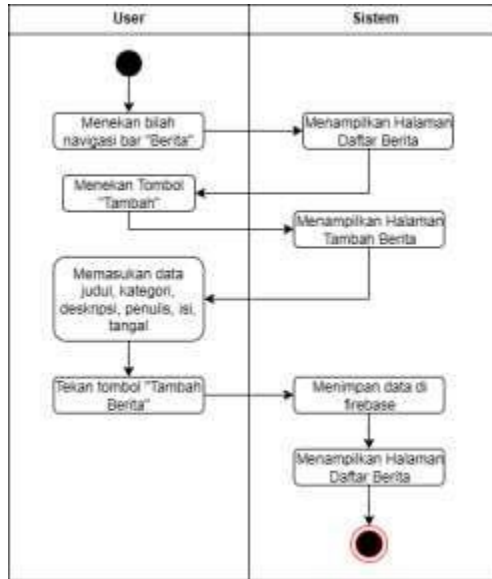 User
Sistem
Menekan bilah
navigasi bar "Berita"
Menampilkan Halaman
Daftar Berita
Menekan Tombol
"Tambah"
Menampilkan Halaman
Tambah Berita
Memasukan data
judul, kategori,
deskripsi, penulis, isi,
tangal
Tekan tombol "Tambah
Berita"
Menimpan data di
firebase
Menampilkan Halaman
Daftar Berita